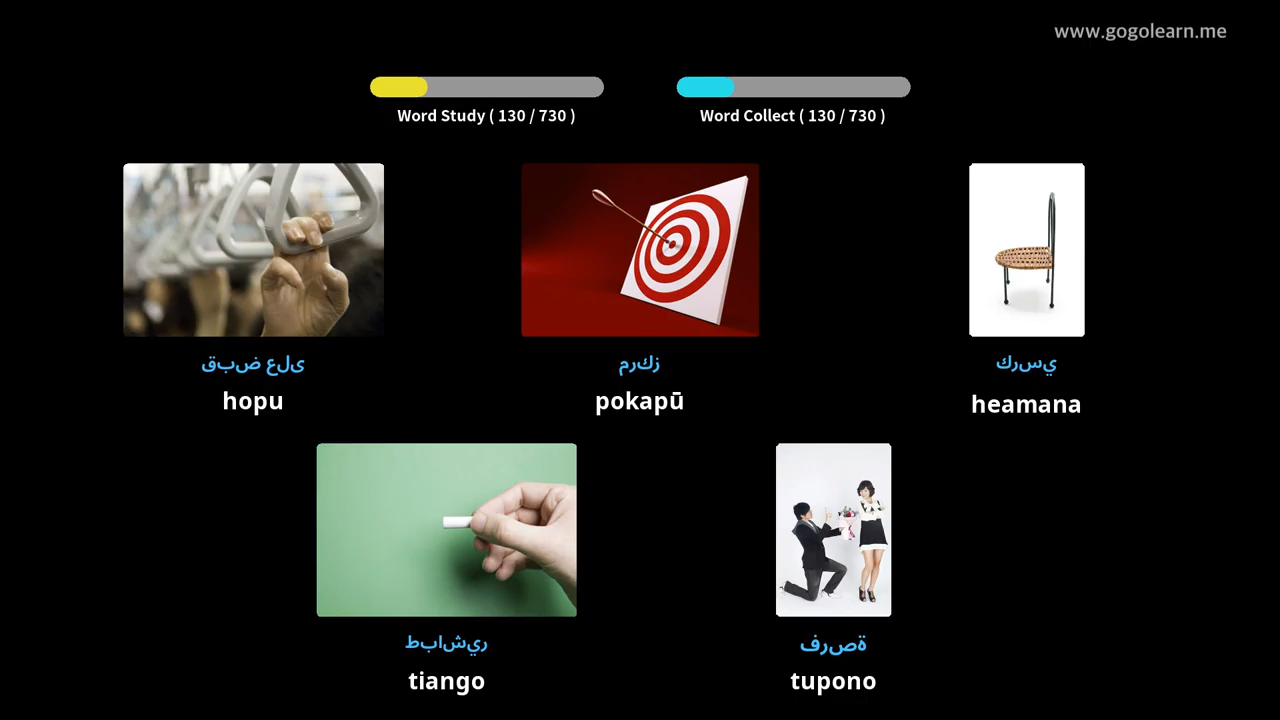 www.gogolearn.me
Word Study ( 130 / 730 )
Word Collect ( 130 / 730 )
قبض على
hopu
مركز
pokapū
كرسي
heamana
طباشير
tiango
فرصة
tupono